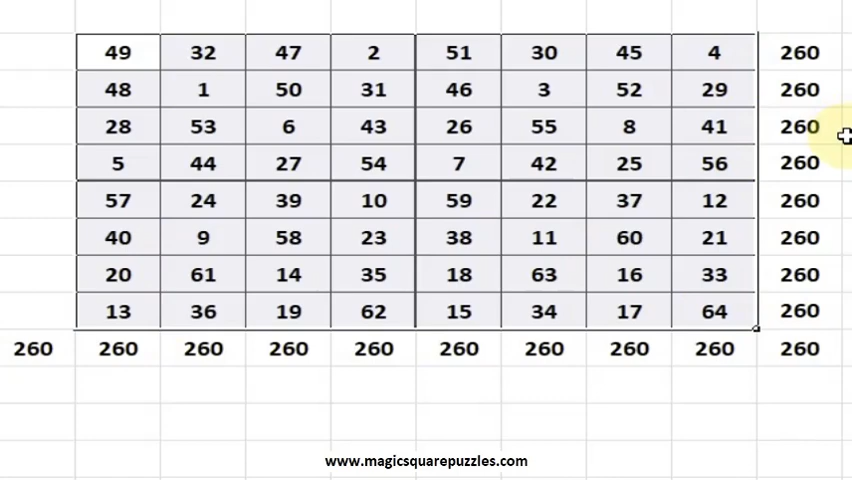 49 32 47 2 51 30 45 4 260
48 1 50 31 46 3 52 29 260
28 53 6 43 26 55 8 41 260
5 44 27 54 7 42 25 56 260
57 24 39 10 59 22 37 12 260
40 9 58 23 38 11 60 21 260
20 61 14 35 18 63 16 33 260
13 36 19 62 15 34 17 64 260
260 260 260 260 260 260 260 260 260 260
www.magicsquarepuzzles.com